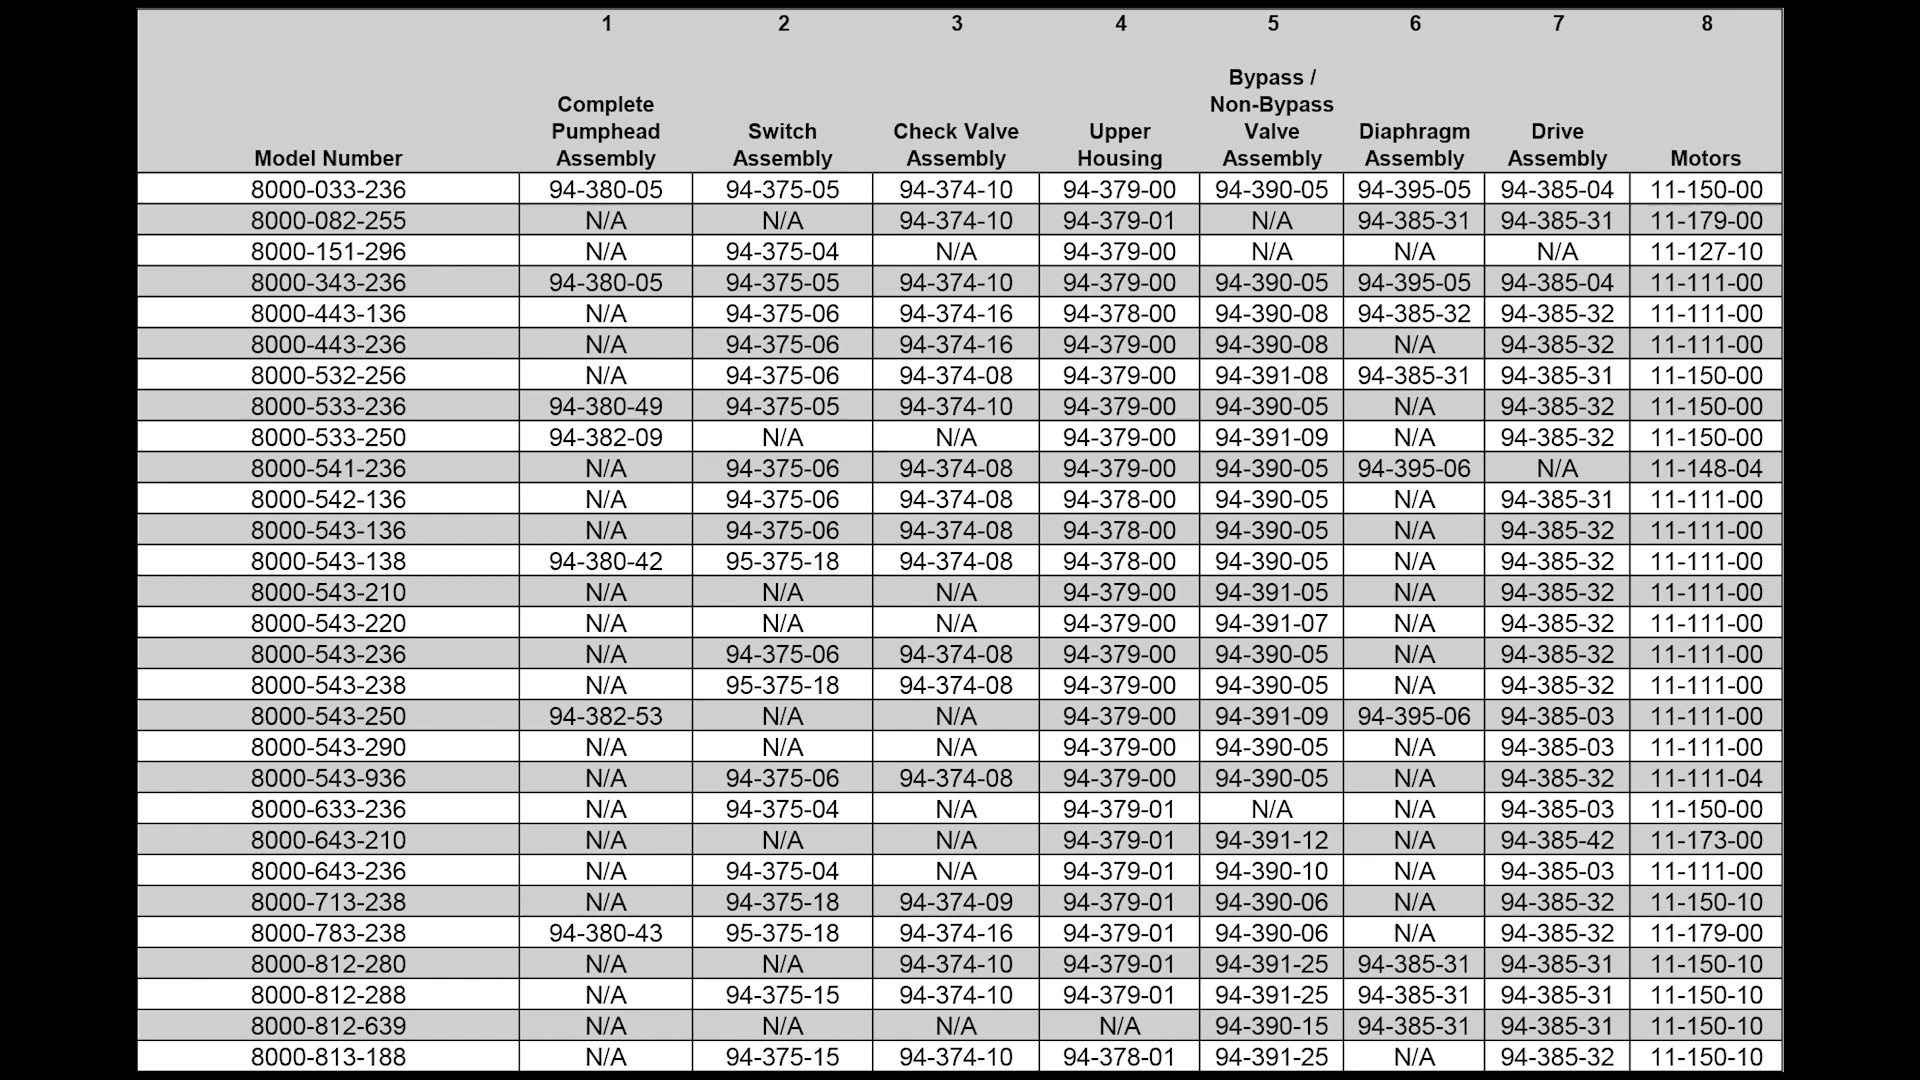 1 2 3 4 5 6 7 8
Bypass /
Complete Non-Bypass
Pumphead Switch Check Valve Upper Valve Diaphragm Drive
Model Number Assembly Assembly Assembly Housing Assembly Assembly Assembly Motors
8000-033-236 94-380-05 94-375-05 94-374-10 94-379-00 94-390-05 94-395-05 94-385-04 11-150-00
8000-082-255 N/A N/A 94-374-10 94-379-01 N/A 94-385-31 94-385-31 11-179-00
8000-151-296 N/A 94-375-04 N/A 94-379-00 N/A N/A N/A 11-127-10
8000-343-236 94-380-05 94-375-05 94-374-10 94-379-00 94-390-05 94-395-05 94-385-04 11-111-00
8000-443-136 N/A 94-375-06 94-374-16 94-378-00 94-390-08 94-385-32 94-385-32 11-111-00
8000-443-236 N/A 94-375-06 94-374-16 94-379-00 94-390-08 N/A 94-385-32 11-111-00
8000-532-256 N/A 94-375-06 94-374-08 94-379-00 94-391-08 94-385-31 94-385-31 11-150-00
8000-533-236 94-380-49 94-375-05 94-374-10 94-379-00 94-390-05 N/A 94-385-32 11-150-00
8000-533-250 94-382-09 N/A N/A 94-379-00 94-391-09 N/A 94-385-32 11-150-00
8000-541-236 N/A 94-375-06 94-374-08 94-379-00 94-390-05 94-395-06 N/A 11-148-04
8000-542-136 N/A 94-375-06 94-374-08 94-378-00 94-390-05 N/A 94-385-31 11-111-00
8000-543-136 N/A 94-375-06 94-374-08 94-378-00 94-390-05 N/A 94-385-32 11-111-00
8000-543-138 94-380-42 95-375-18 94-374-08 94-378-00 94-390-05 N/A 94-385-32 11-111-00
8000-543-210 N/A N/A N/A 94-379-00 94-391-05 N/A 94-385-32 11-111-00
8000-543-220 N/A N/A N/A 94-379-00 94-391-07 N/A 94-385-32 11-111-00
8000-543-236 N/A 94-375-06 94-374-08 94-379-00 94-390-05 N/A 94-385-32 11-111-00
8000-543-238 N/A 95-375-18 94-374-08 94-379-00 94-390-05 N/A 94-385-32 11-111-00
8000-543-250 94-382-53 N/A N/A 94-379-00 94-391-09 94-395-06 94-385-03 11-111-00
8000-543-290 N/A N/A N/A 94-379-00 94-390-05 N/A 94-385-03 11-111-00
8000-543-936 N/A 94-375-06 94-374-08 94-379-00 94-390-05 N/A 94-385-32 11-111-04
8000-633-236 N/A 94-375-04 N/A 94-379-01 N/A N/A 94-385-03 11-150-00
8000-643-210 N/A N/A N/A 94-379-01 94-391-12 N/A 94-385-42 11-173-00
8000-643-236 N/A 94-375-04 N/A 94-379-01 94-390-10 N/A 94-385-03 11-111-00
8000-713-238 N/A 94-375-18 94-374-09 94-379-01 94-390-06 N/A 94-385-32 11-150-10
8000-783-238 94-380-43 95-375-18 94-374-16 94-379-01 94-390-06 N/A 94-385-32 11-179-00
8000-812-280 N/A N/A 94-374-10 94-379-01 94-391-25 94-385-31 94-385-31 11-150-10
8000-812-288 N/A 94-375-15 94-374-10 94-379-01 94-391-25 94-385-31 94-385-31 11-150-10
8000-812-639 N/A N/A N/A N/A 94-390-15 94-385-31 94-385-31 11-150-10
8000-813-188 N/A 94-375-15 94-374-10 94-378-01 94-391-25 N/A 94-385-32 11-150-10